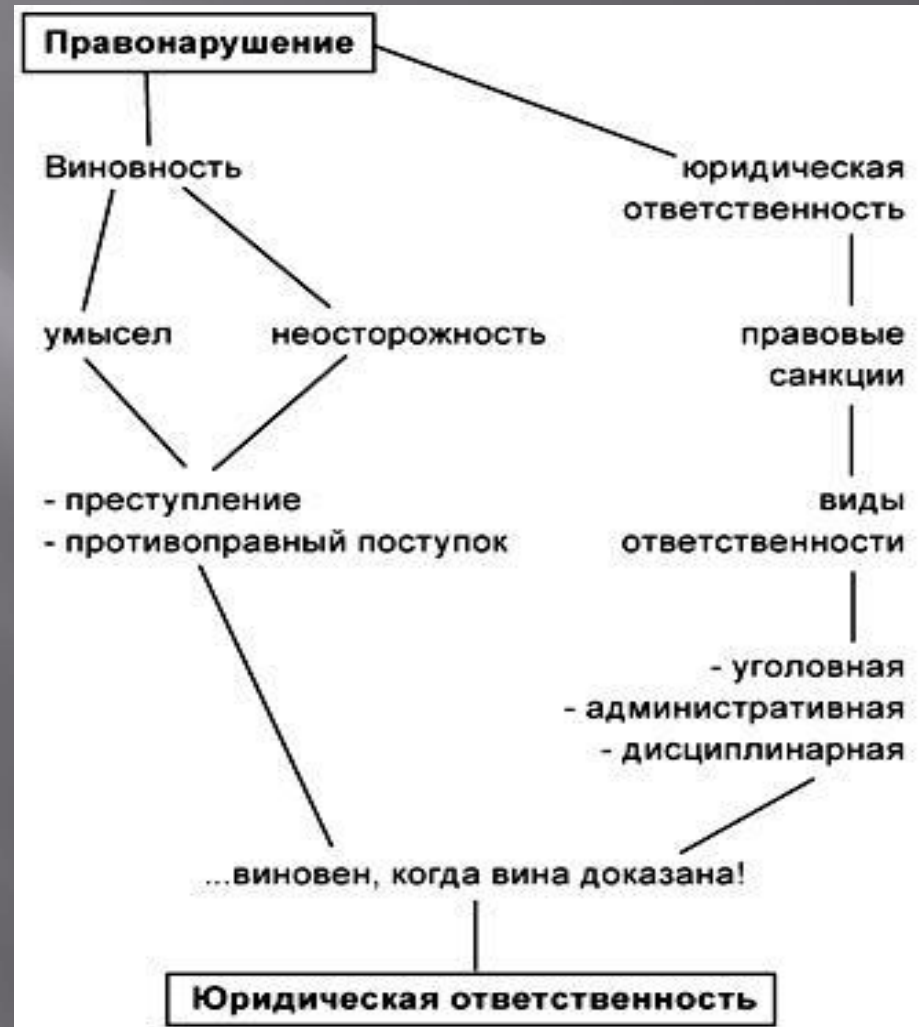 Правонарушение
Виновность
юридическая
ответственность
умысел
неосторожность
правовые
санкции
- преступление
- противоправный поступок
виды
ответственности
- уголовная
- административная
- дисциплинарная
...виновен, когда вина доказана!
Юридическая ответственность